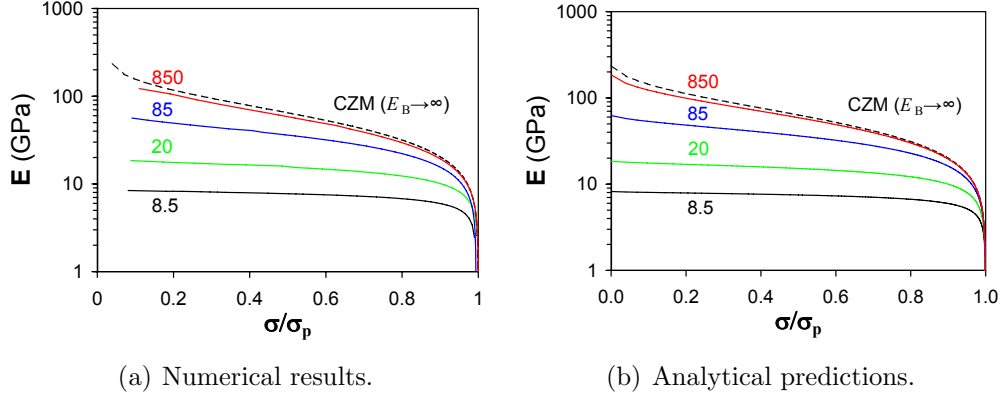 1000
850
CZM (E_B→∞)
100
85
20
10
8.5
1
0 0.2 0.4 0.6 0.8 1
E (GPa)
σ/σp
(a) Numerical results.
1000
850
CZM (E_B→∞)
100
85
20
10
8.5
1
0.0 0.2 0.4 0.6 0.8 1.0
E (GPa)
σ/σp
(b) Analytical predictions.